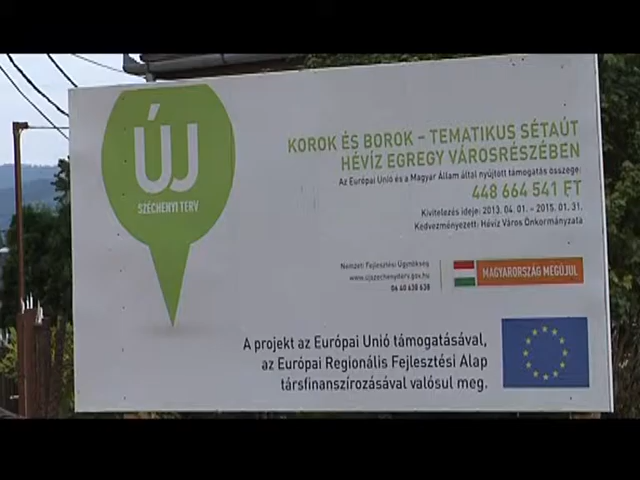 ÚJ
SZÉCHENYI TERV
KOROK ÉS BOROK – TEMATIKUS SÉTAÚT
HÉVÍZ EGREGY VÁROSRÉSZÉBEN
Az Európai Unió és a Magyar Állam által nyújtott támogatás összege:
448 664 541 FT
Kivitelezés ideje: 2013. 04. 01. – 2015. 01. 31.
Kedvezményezett: Hévíz Város Önkormányzata
Nemzeti Fejlesztési Ügynökség
www.ujszechenyiterv.gov.hu
06 40 638 638
MAGYARORSZÁG MEGÚJUL
A projekt az Európai Unió támogatásával,
az Európai Regionális Fejlesztési Alap
társfinanszírozásával valósul meg.